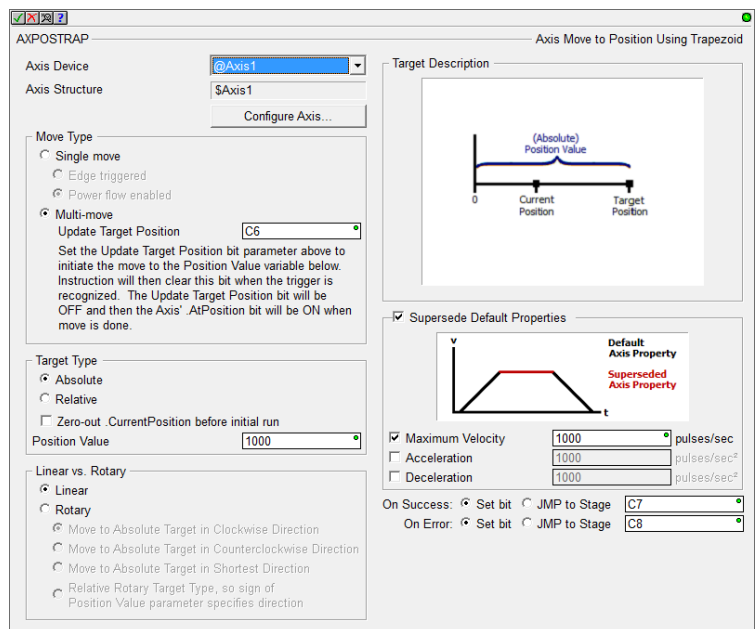 AXPOSTRAP
Axis Move to Position Using Trapezoid
Axis Device
@Axis1
Axis Structure
$Axis1
Configure Axis...
Move Type
Single move
Edge triggered
Power flow enabled
Multi-move
Update Target Position
C6
Set the Update Target Position bit parameter above to
initiate the move to the Position Value variable below.
Instruction will then clear this bit when the trigger is
recognized. The Update Target Position bit will be
OFF and then the Axis' .AtPosition bit will be ON when
move is done.
Target Type
Absolute
Relative
Zero-out .CurrentPosition before initial run
Position Value
1000
Linear vs. Rotary
Linear
Rotary
Move to Absolute Target in Clockwise Direction
Move to Absolute Target in Counterclockwise Direction
Move to Absolute Target in Shortest Direction
Relative Rotary Target Type, so sign of
Position Value parameter specifies direction
Target Description
(Absolute)
Position Value
0
Current
Position
Target
Position
Supersede Default Properties
v
Default
Axis Property
Superseded
Axis Property
t
Maximum Velocity
1000
pulses/sec
Acceleration
1000
pulses/sec²
Deceleration
1000
pulses/sec²
On Success: Set bit JMP to Stage C7
On Error: Set bit JMP to Stage C8